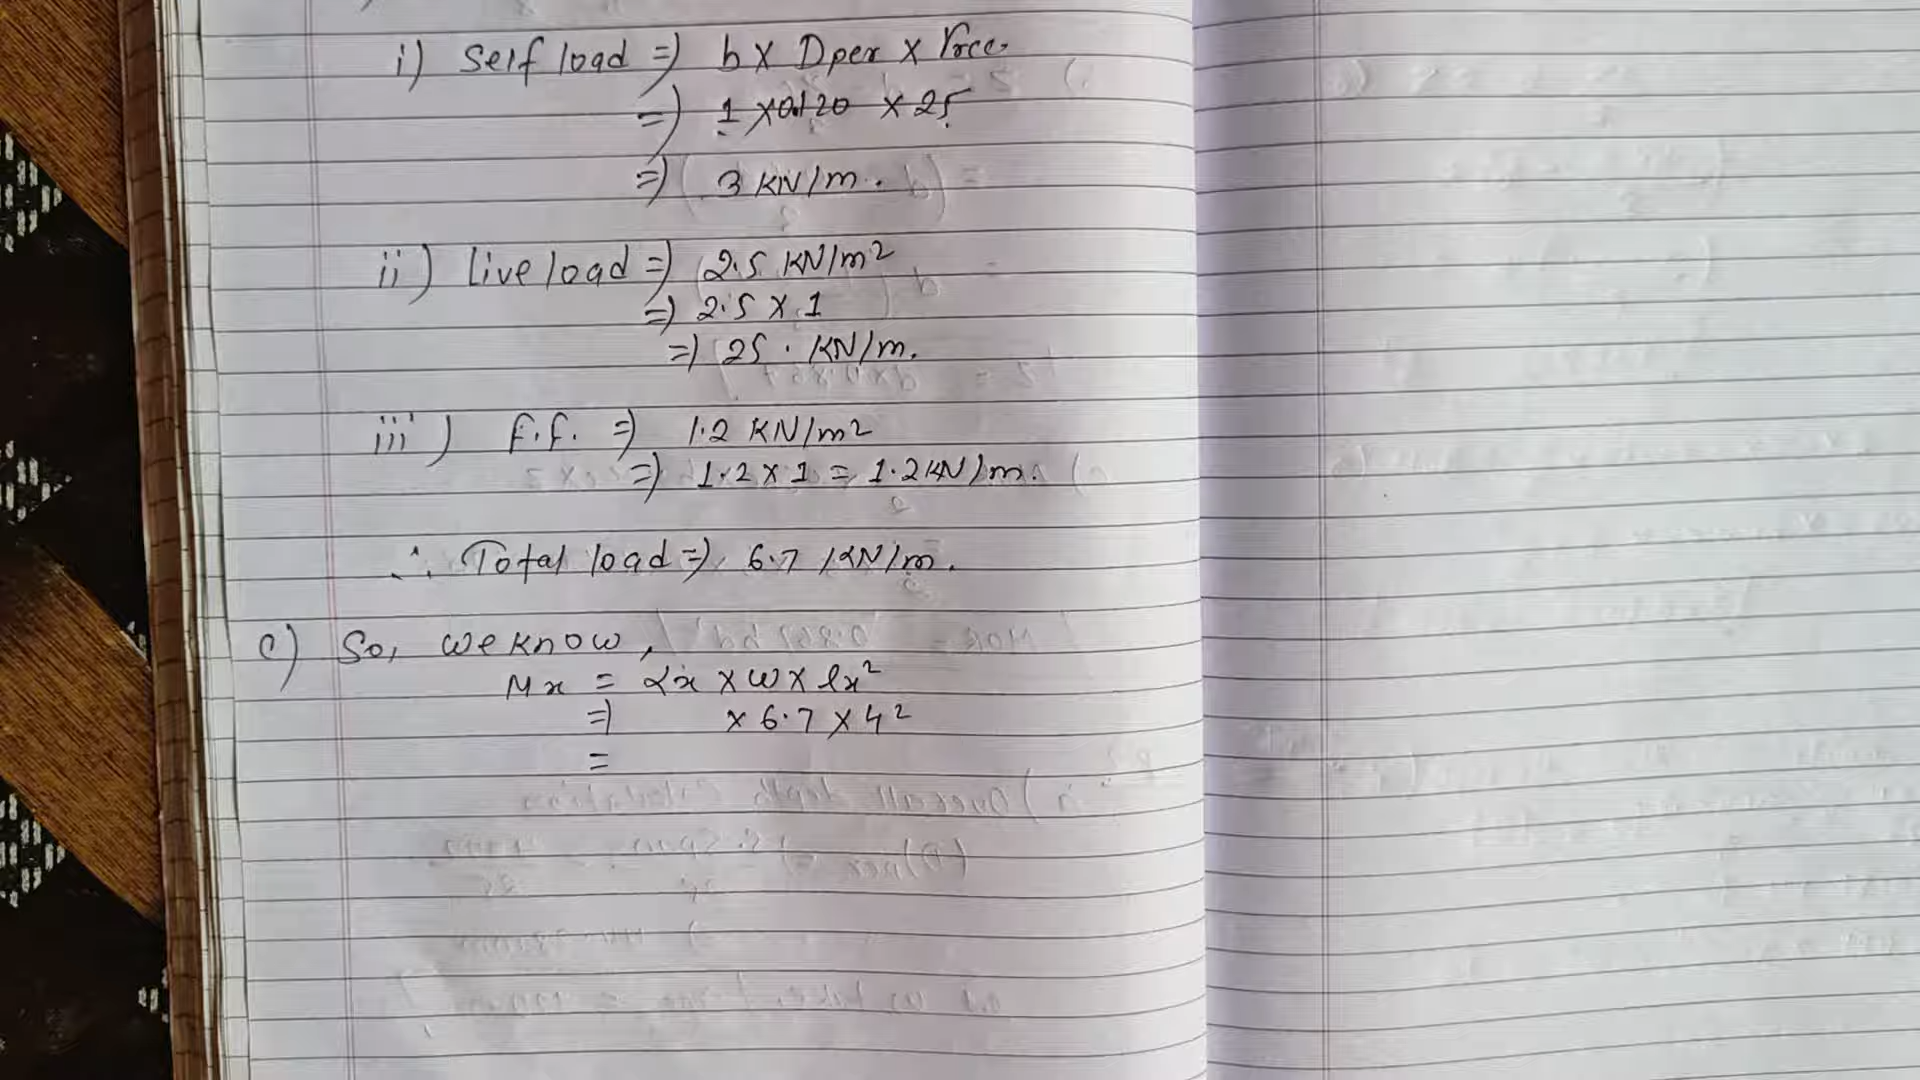 i) Self load => b x Dper x γrcc.
=> 1 x 0.120 x 25
=> 3 KN/m.
ii) Live load => 2.5 KN/m²
=> 2.5 x 1
=> 25. KN/m.
iii) f.f. => 1.2 KN/m²
=> 1.2 x 1 = 1.2 KN/m.
∴ Total load => 6.7 KN/m.
c) So, we know,
Mx = αx x w x lx²
=> x 6.7 x 4²
=